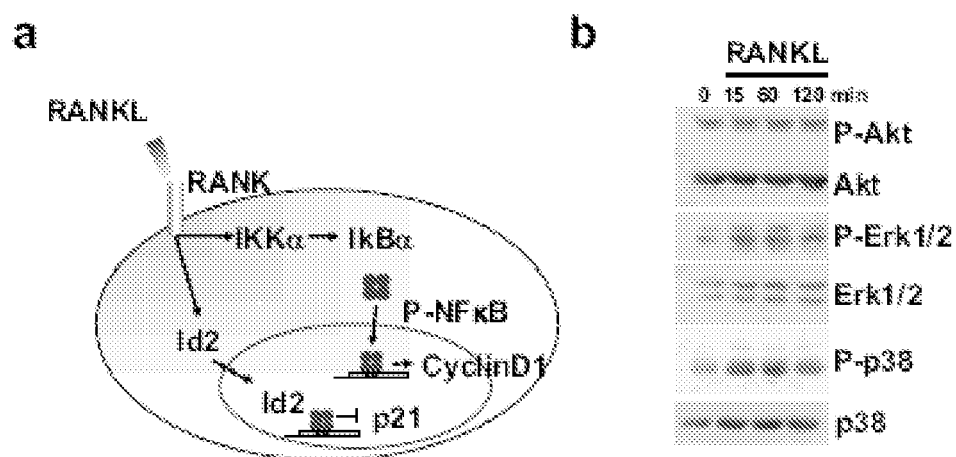 a
RANKL
RANK
IKKα
IkBα
P-NFκB
Id2
CyclinD1
Id2
p21
b
RANKL
0 15 60 120 min
P-Akt
Akt
P-Erk1/2
Erk1/2
P-p38
p38